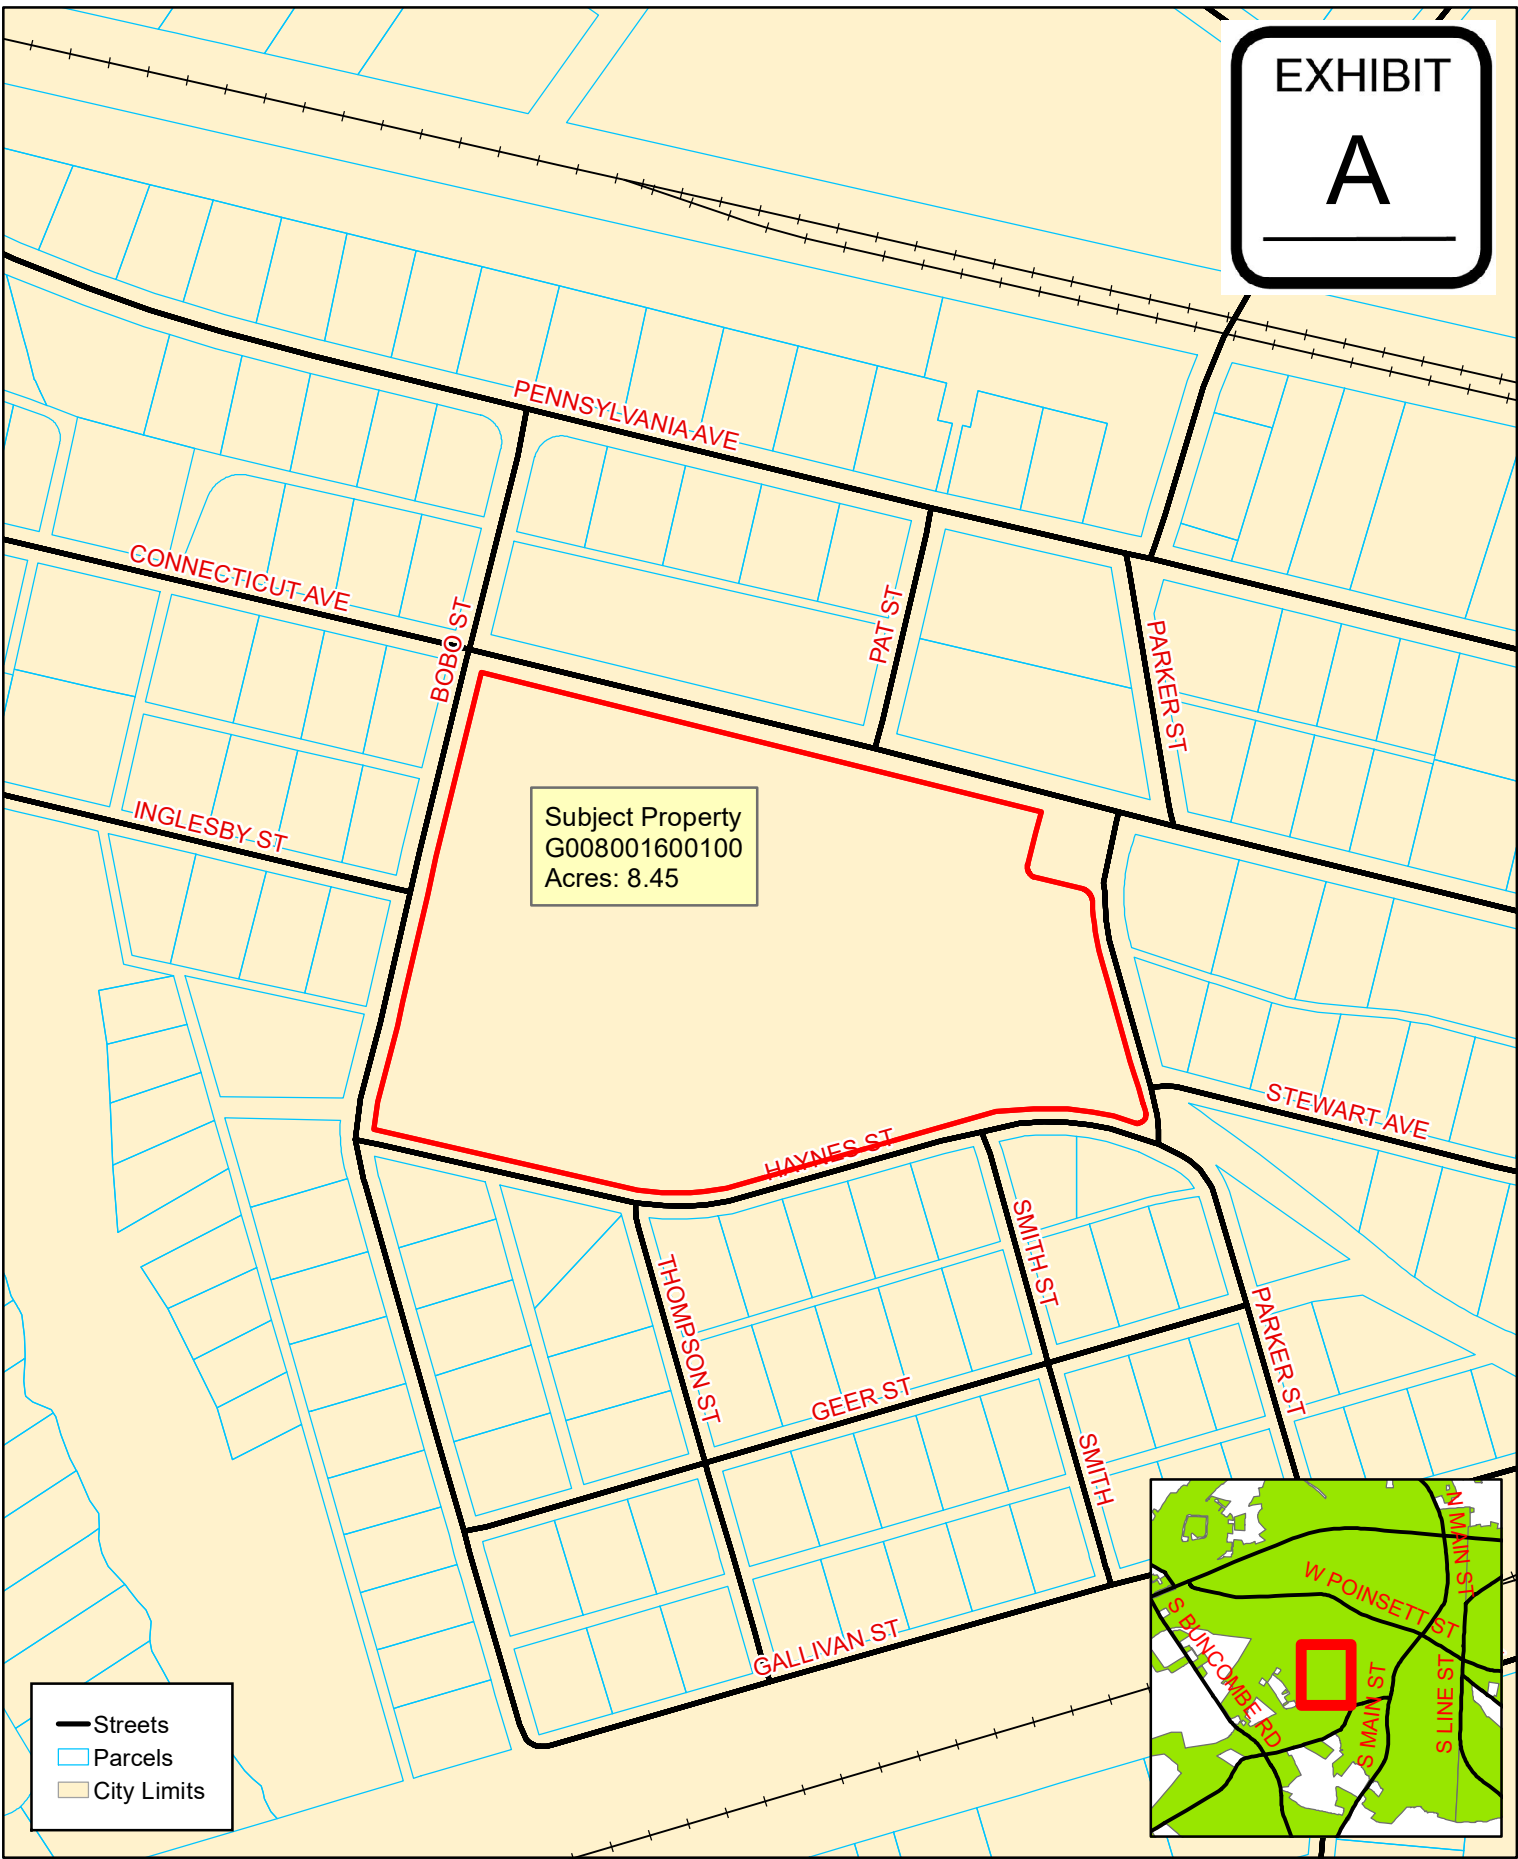 EXHIBIT
A
PENNSYLVANIA AVE
CONNECTICUT AVE
BOBO ST
PAT ST
PARKER ST
INGLESBY ST
Subject Property
G008001600100
Acres: 8.45
STEWART AVE
HAYNES ST
SMITH ST
THOMPSON ST
PARKER ST
GEER ST
SMITH
GALLIVAN ST
N MAIN ST
W POINSETT ST
S BUNCOMBE RD
S MAIN ST
S LINE ST
Streets
Parcels
City Limits